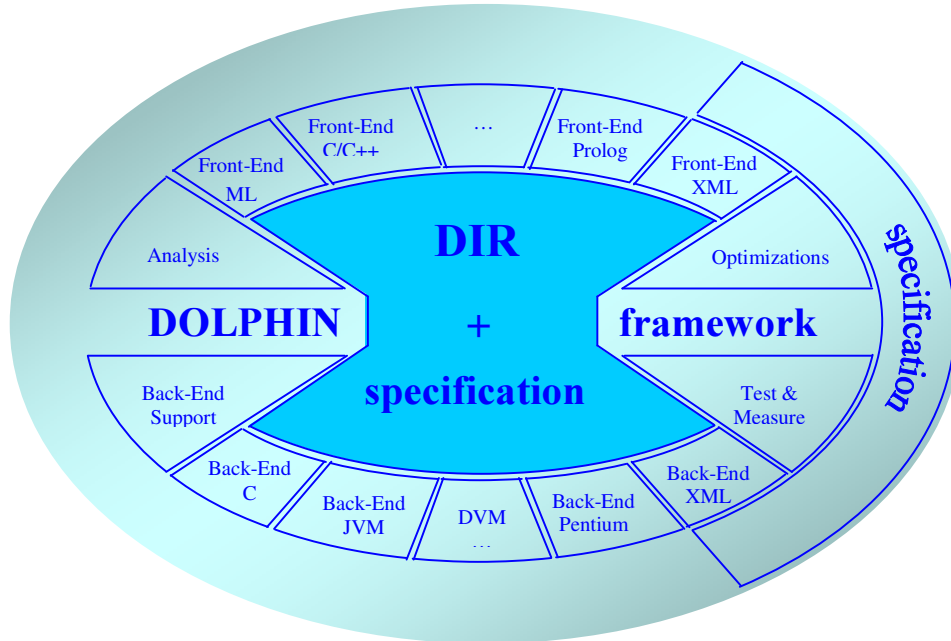 …
Front-End
C/C++
Front-End
Prolog
Front-End
ML
Front-End
XML
DIR
Analysis
Optimizations
specification
DOLPHIN
+
framework
specification
Back-End
Support
Test &
Measure
Back-End
C
Back-End
XML
Back-End
JVM
DVM
…
Back-End
Pentium